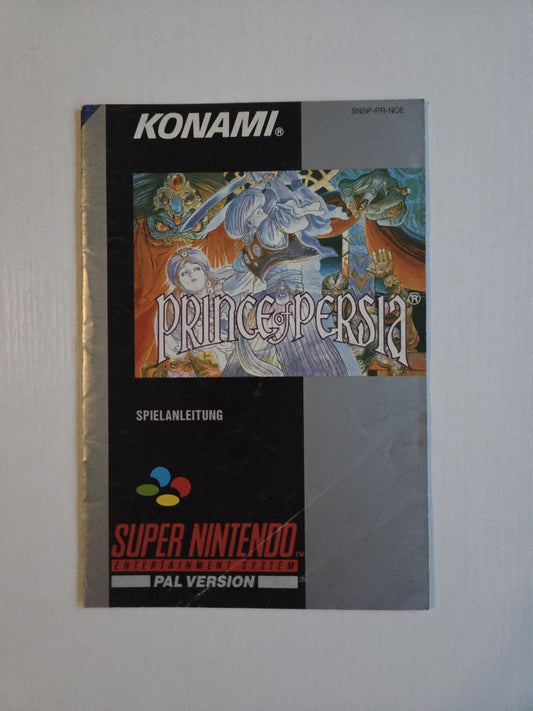 SNSP-PR-NOE
KONAMI®
PRINCE of PERSIA®
SPIELANLEITUNG
SUPER NINTENDO™
ENTERTAINMENT SYSTEM
PAL VERSION